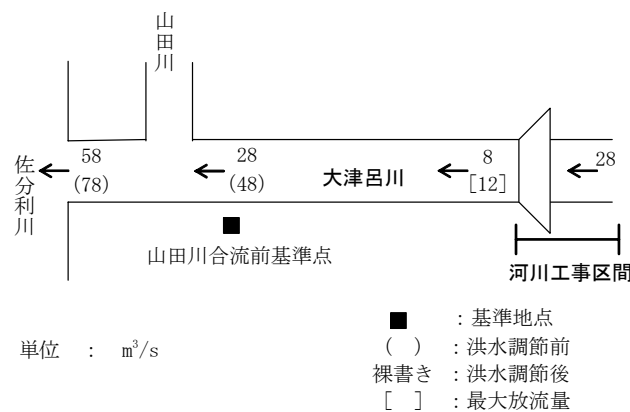 山田川
佐分利川
58
(78)
28
(48)
大津呂川
8
[12]
28
山田川合流前基準点
河川工事区間
単位 : m³/s
■ : 基準地点
( ) : 洪水調節前
裸書き : 洪水調節後
[ ] : 最大放流量